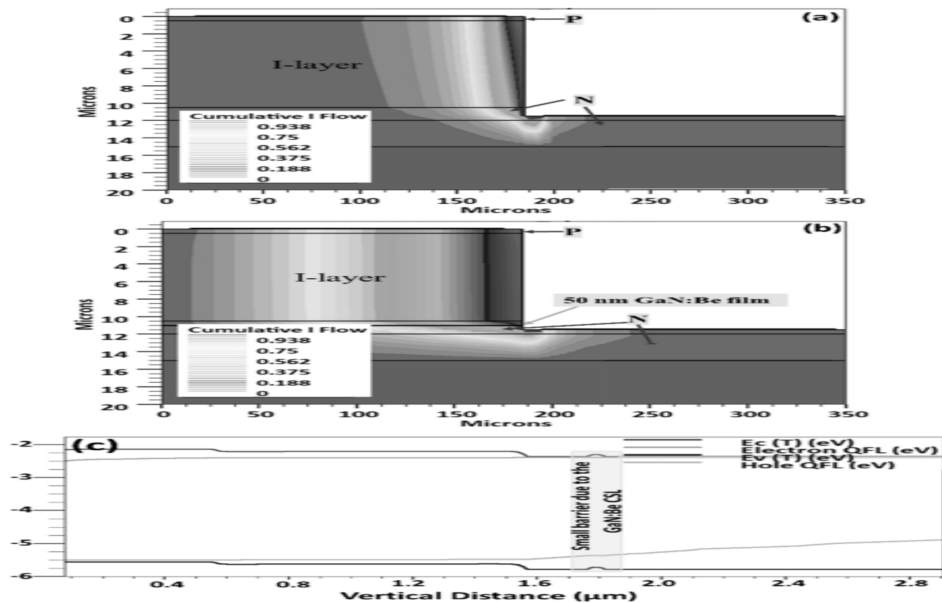 (a)
0
2
4
6
8
10
12
14
16
18
20
Microns
P
I-layer
N
Cumulative I Flow
0.938
0.75
0.562
0.375
0.188
0
0 50 100 150 200 250 300 350
Microns
(b)
0
2
4
6
8
10
12
14
16
18
20
Microns
P
I-layer
50 nm GaN:Be film
N
Cumulative I Flow
0.938
0.75
0.562
0.375
0.188
0
0 50 100 150 200 250 300 350
Microns
(c)
-2
-3
-4
-5
-6
Ec (T) (eV)
Electron QFL (eV)
Ev (T) (eV)
Hole QFL (eV)
Small barrier due to the
GaN:Be CSL
0.4 0.8 1.2 1.6 2.0 2.4 2.8
Vertical Distance (μm)